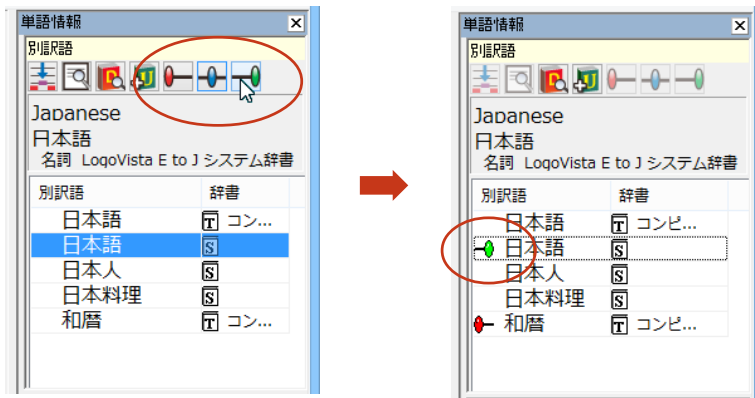 単語情報
別訳語
Japanese
日本語
名詞 LogoVista E to J システム辞書
別訳語 辞書
日本語 T コン...
日本語 S
日本人 S
日本料理 S
和暦 T コン...
単語情報
別訳語
Japanese
日本語
名詞 LogoVista E to J システム辞書
別訳語 辞書
日本語 T コンピ...
日本語 S
日本人 S
日本料理 S
和暦 T コンピ...